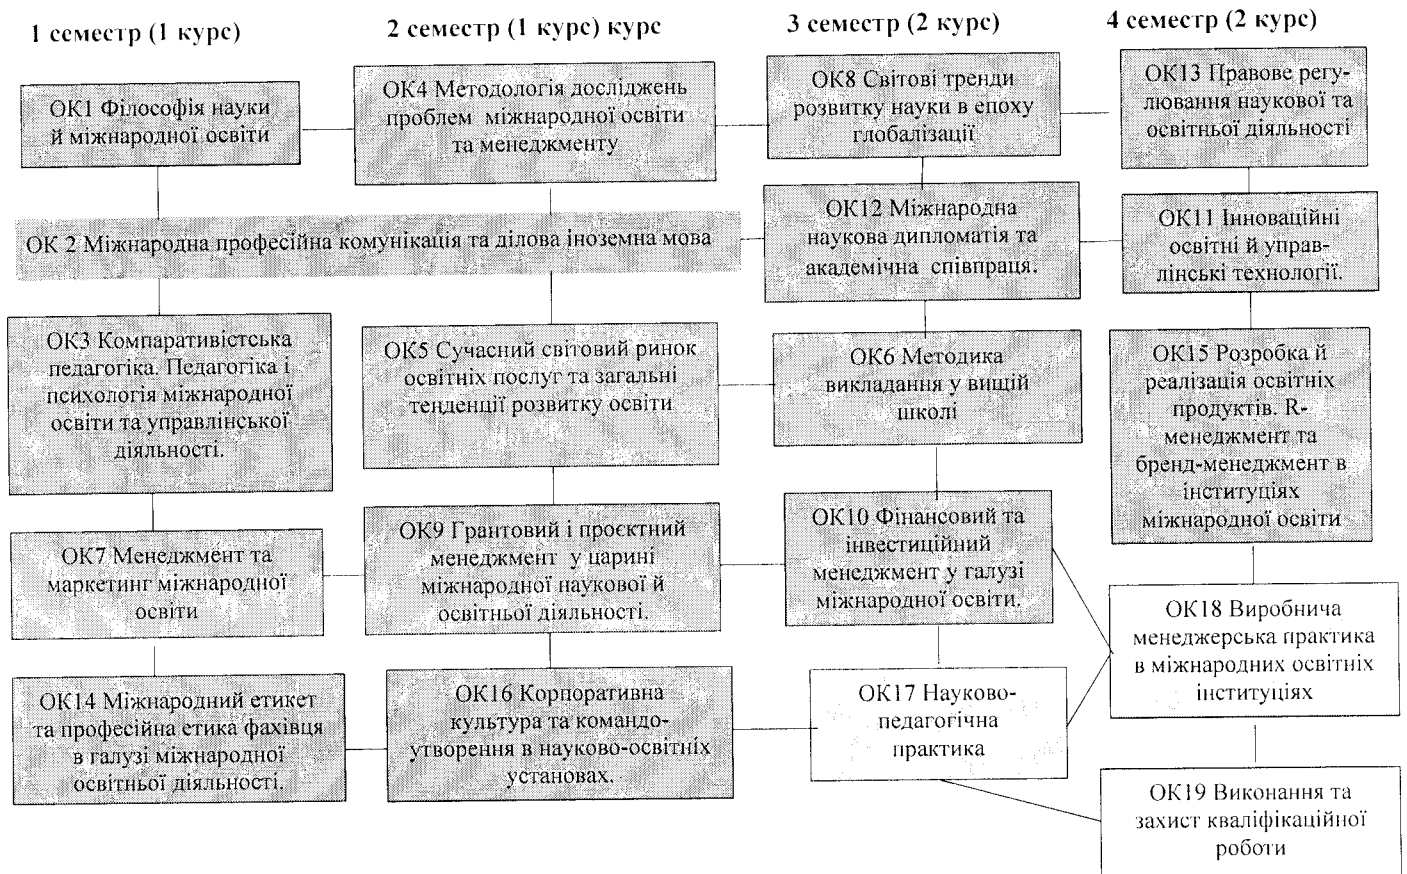 1 семестр (1 курс)
2 семестр (1 курс) курс
3 семестр (2 курс)
4 семестр (2 курс)
ОК1 Філософія науки
й міжнародної освіти
ОК4 Методологія досліджень
проблем міжнародної освіти
та менеджменту
ОК8 Світові тренди
розвитку науки в епоху
глобалізації
ОК13 Правове регу-
лювання наукової та
освітньої діяльності
ОК 2 Міжнародна професійна комунікація та ділова іноземна мова
ОК12 Міжнародна
наукова дипломатія та
академічна співпраця.
ОК11 Інноваційні
освітні й управ-
лінські технології.
ОК3 Компаративістська
педагогіка. Педагогіка і
психологія міжнародної
освіти та управлінської
діяльності.
ОК5 Сучасний світовий ринок
освітніх послуг та загальні
тенденції розвитку освіти
ОК6 Методика
викладання у вищій
школі
ОК15 Розробка й
реалізація освітніх
продуктів. R-
менеджмент та
бренд-менеджмент в
інституціях
міжнародної освіти
ОК7 Менеджмент та
маркетинг міжнародної
освіти
ОК9 Грантовий і проєктний
менеджмент у царині
міжнародної наукової й
освітньої діяльності.
ОК10 Фінансовий та
інвестиційний
менеджмент у галузі
міжнародної освіти.
ОК18 Виробнича
менеджерська практика
в міжнародних освітніх
інституціях
ОК14 Міжнародний етикет
та професійна етика фахівця
в галузі міжнародної
освітньої діяльності.
ОК16 Корпоративна
культура та командо-
утворення в науково-освітніх
установах.
ОК17 Науково-
педагогічна
практика
ОК19 Виконання та
захист кваліфікаційної
роботи